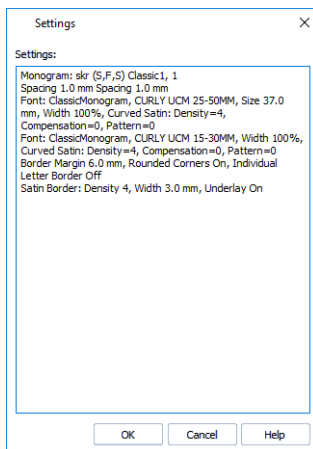 Settings
Settings:
Monogram: skr (S,F,S) Classic1, 1
Spacing 1.0 mm Spacing 1.0 mm
Font: ClassicMonogram, CURLY UCM 25-50MM, Size 37.0
mm, Width 100%, Curved Satin: Density=4,
Compensation=0, Pattern=0
Font: ClassicMonogram, CURLY UCM 15-30MM, Width 100%,
Curved Satin: Density=4, Compensation=0, Pattern=0
Border Margin 6.0 mm, Rounded Corners On, Individual
Letter Border Off
Satin Border: Density 4, Width 3.0 mm, Underlay On
OK Cancel Help